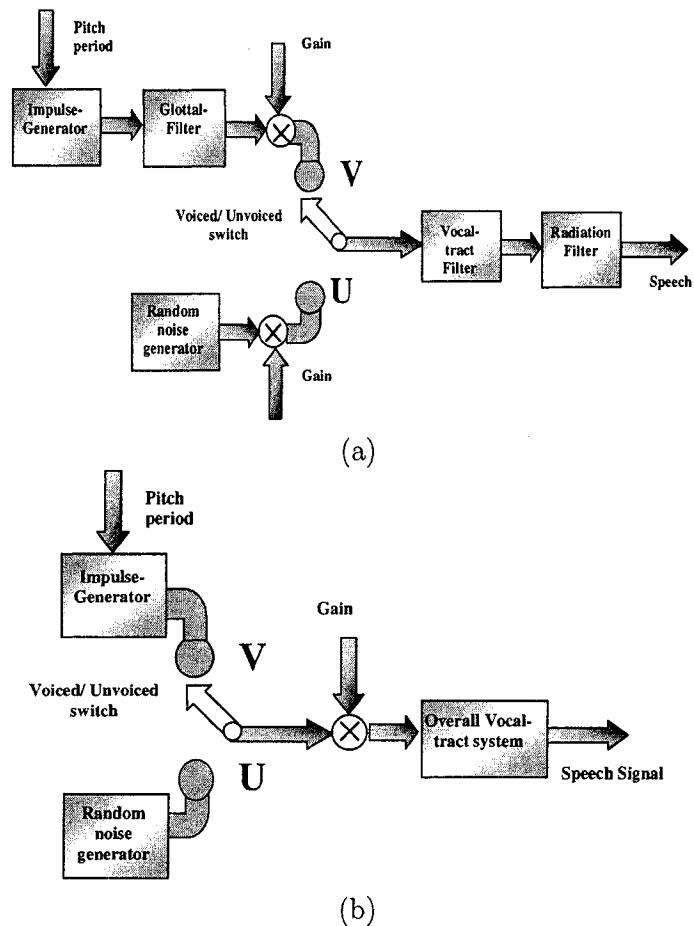 Pitch
period
Gain
Impulse-
Generator
Glottal-
Filter
V
Voiced/ Unvoiced
switch
Vocal-
tract
Filter
Radiation
Filter
Speech
U
Random
noise
generator
Gain
(a)
Pitch
period
Impulse-
Generator
Gain
V
Voiced/ Unvoiced
switch
Overall Vocal-
tract system
Speech Signal
U
Random
noise
generator
(b)